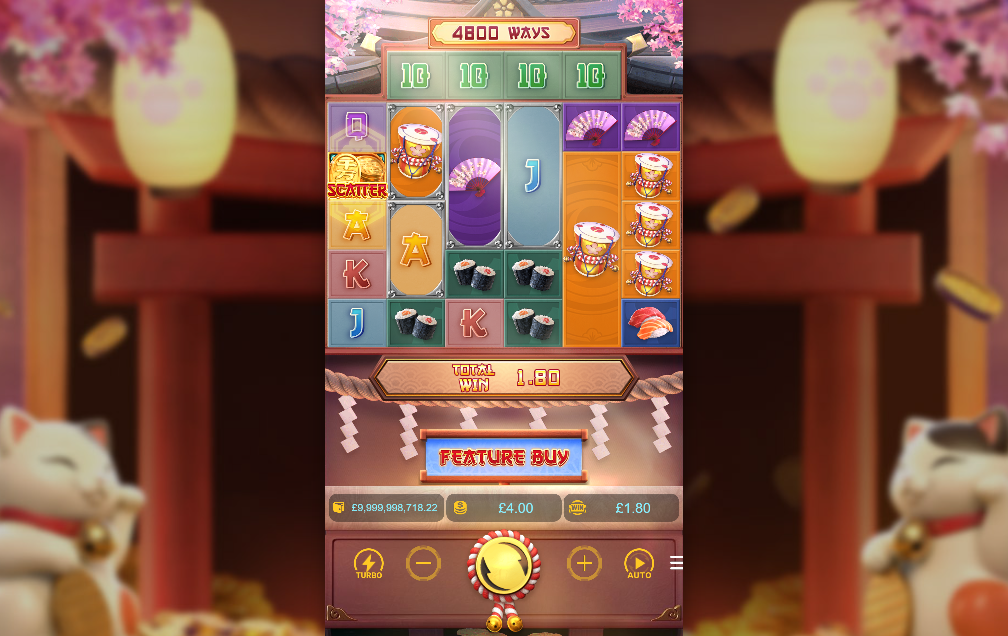 4800 WAYS
10 10 10 10
Q
SCATTER
J
A
A
K
J
K
TOTAL WIN 1.80
FEATURE BUY
£9,999,998,718.22 £4.00 WIN £1.80
TURBO
AUTO